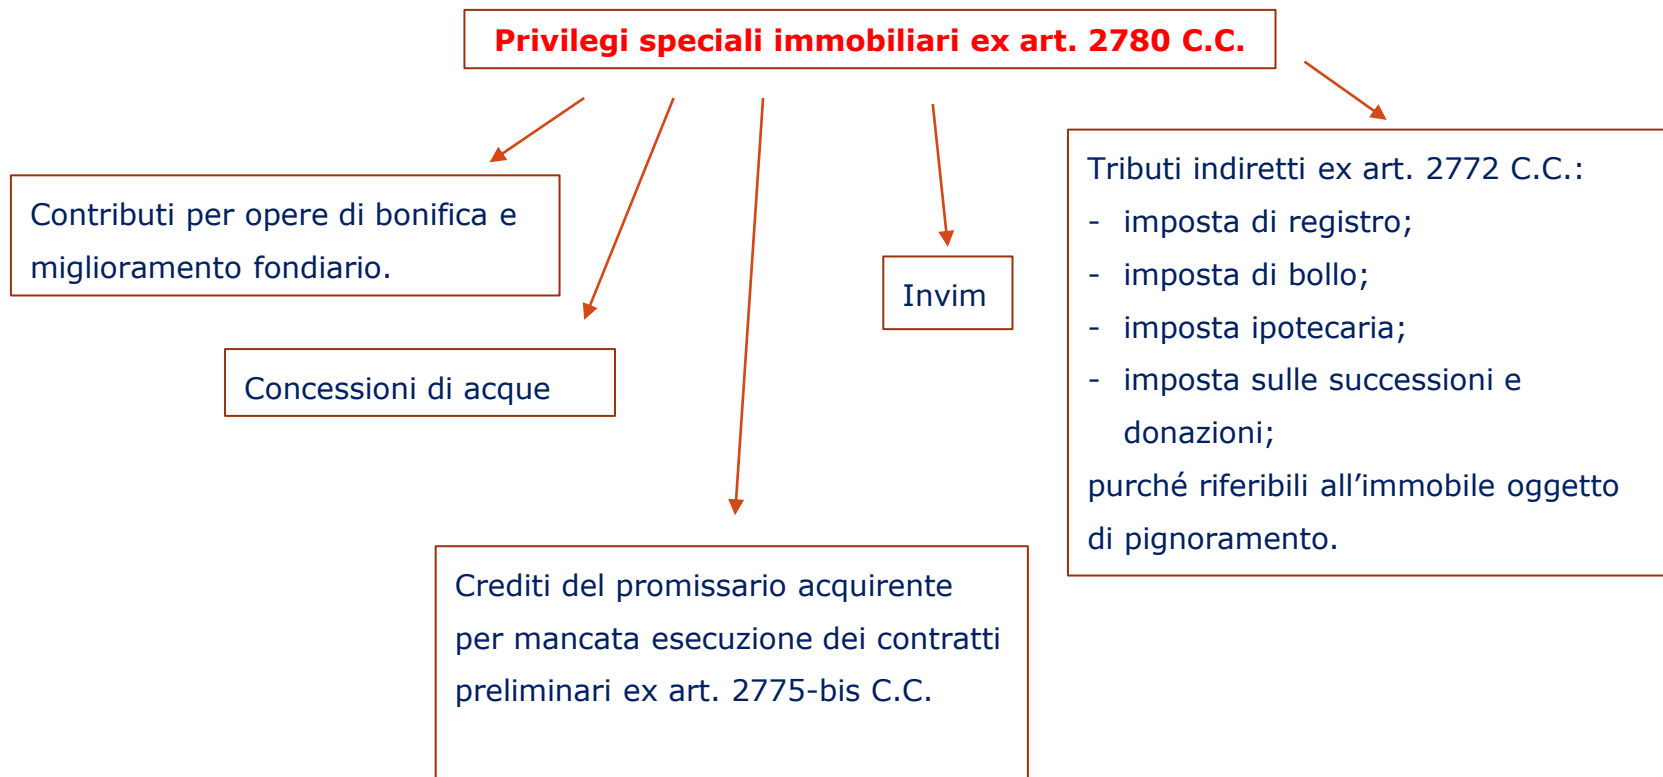 Privilegi speciali immobiliari ex art. 2780 C.C.
Contributi per opere di bonifica e
miglioramento fondiario.
Concessioni di acque
Crediti del promissario acquirente
per mancata esecuzione dei contratti
preliminari ex art. 2775-bis C.C.
Invim
Tributi indiretti ex art. 2772 C.C.:
- imposta di registro;
- imposta di bollo;
- imposta ipotecaria;
- imposta sulle successioni e
donazioni;
purché riferibili all’immobile oggetto
di pignoramento.